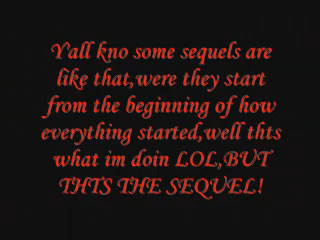 Y'all kno some sequels are
like that,were they start
from the beginning of how
everything started,well thts
what im doin LOL,BUT
THTS THE SEQUEL!